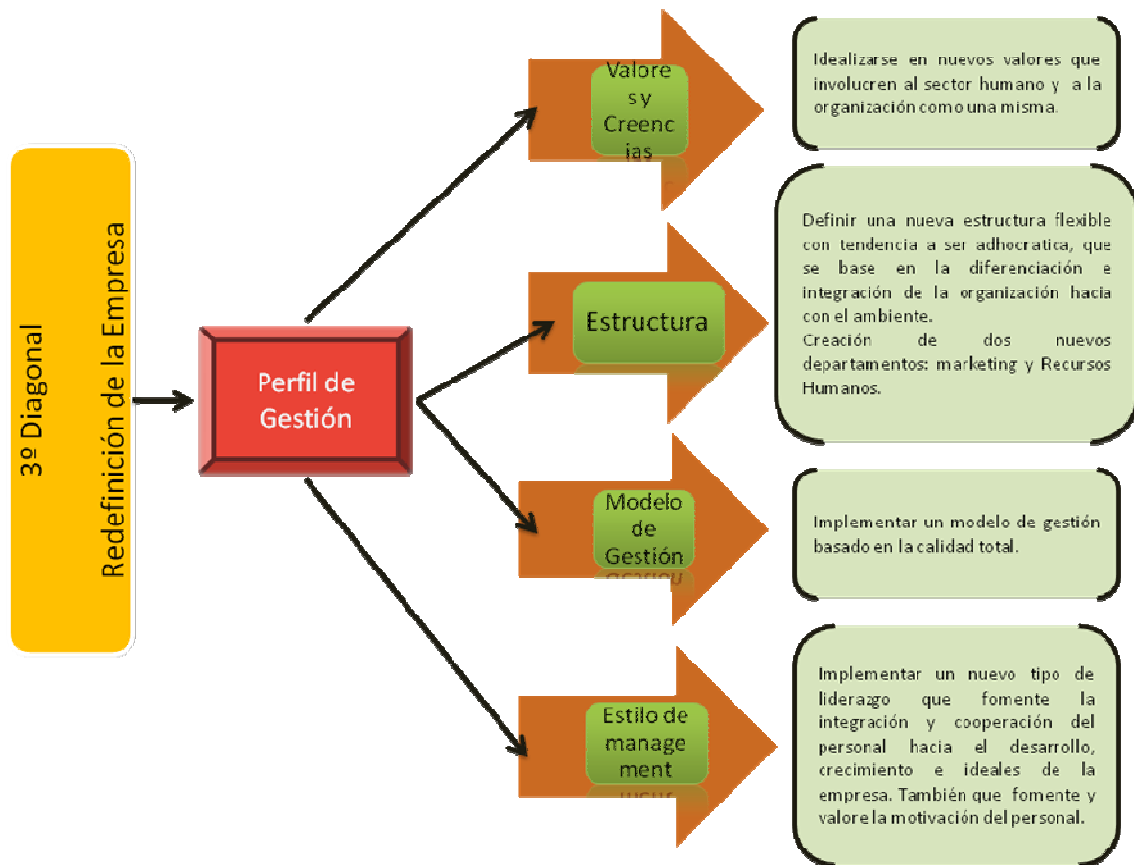 3º Diagonal
Redefinición de la Empresa
Perfil de
Gestión
Valore
s y
Creenc
ias
Idealizarse en nuevos valores que
involucren al sector humano y a la
organización como una misma.
Estructura
Definir una nueva estructura flexible
con tendencia a ser adhocratica, que
se base en la diferenciación e
integración de la organización hacia
con el ambiente.
Creación de dos nuevos
departamentos: marketing y Recursos
Humanos.
Modelo
de
Gestión
Implementar un modelo de gestión
basado en la calidad total.
Estilo de
manage
ment
Implementar un nuevo tipo de
liderazgo que fomente la
integración y cooperación del
personal hacia el desarrollo,
crecimiento e ideales de la
empresa. También que fomente y
valore la motivación del personal.